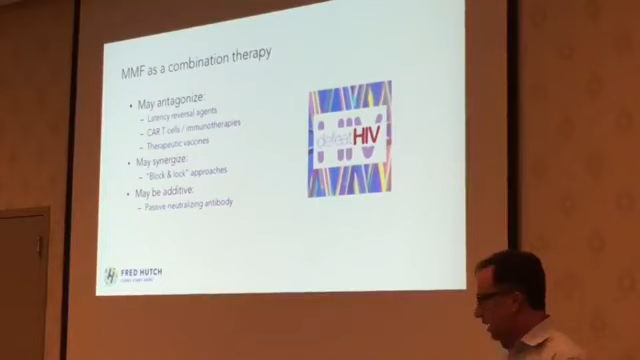 MMF as a combination therapy
• May antagonize:
– Latency reversal agents
– CAR T cells / immunotherapies
– Therapeutic vaccines
• May synergize:
– "Block & lock" approaches
• May be additive:
– Passive neutralizing antibody
defeatHIV
FRED HUTCH